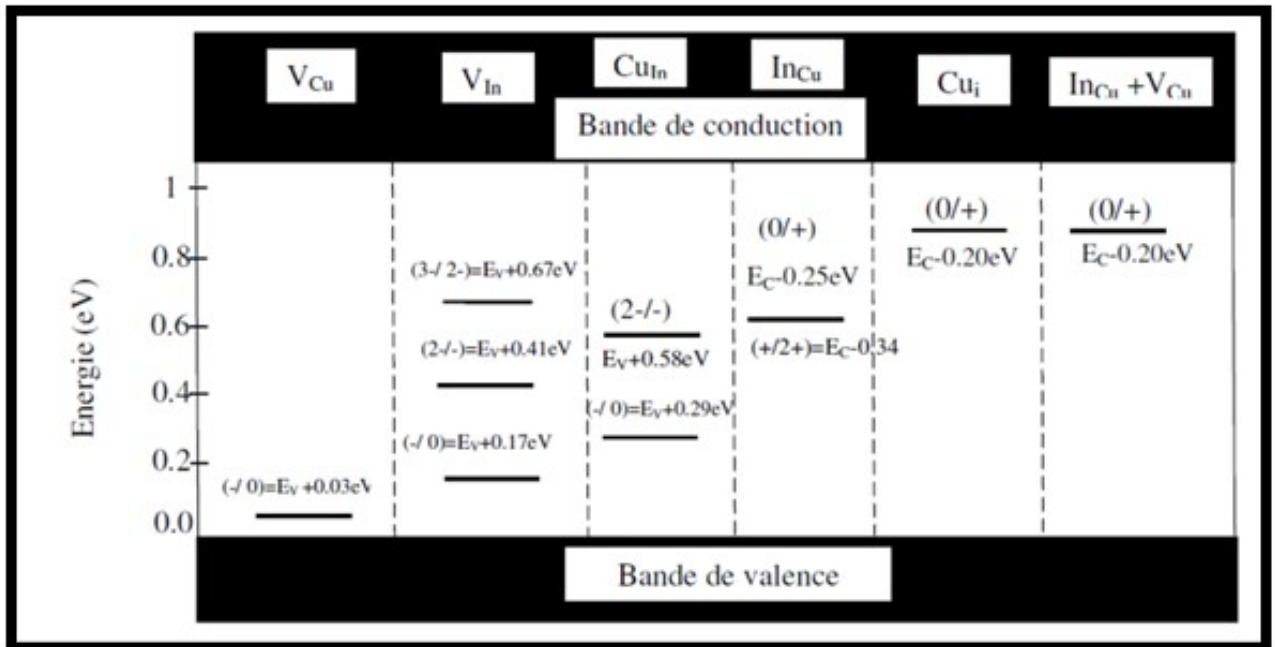 V_Cu
V_In
Cu_In
In_Cu
Cu_i
In_Cu +V_Cu
Bande de conduction
Energie (eV)
1
0.8
0.6
0.4
0.2
0.0
(-/ 0)=E_V +0.03eV
(3-/ 2-)=E_V+0.67eV
(2-/-)=E_V+0.41eV
(-/ 0)=E_V+0.17eV
(2-/-)
E_V+0.58eV
(-/ 0)=E_V+0.29eV
(0/+)
E_C-0.25eV
(+/2+)=E_C-0.34
(0/+)
E_C-0.20eV
(0/+)
E_C-0.20eV
Bande de valence